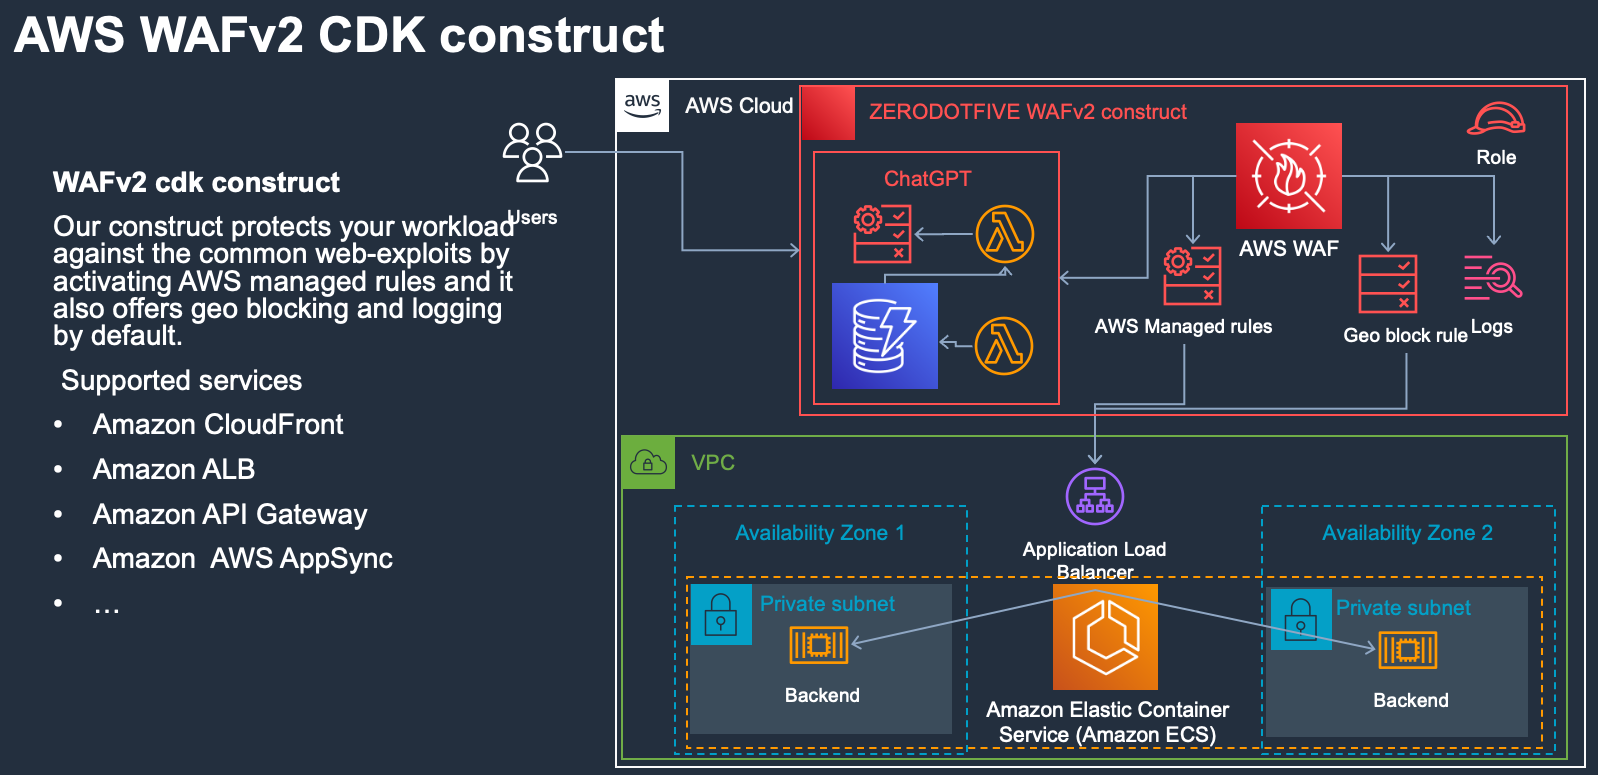 AWS WAFv2 CDK construct
WAFv2 cdk construct
Our construct protects your workload
against the common web-exploits by
activating AWS managed rules and it
also offers geo blocking and logging
by default.
Supported services
• Amazon CloudFront
• Amazon ALB
• Amazon API Gateway
• Amazon  AWS AppSync
• …
Users
aws
AWS Cloud
ZERODOTFIVE WAFv2 construct
ChatGPT
AWS WAF
Role
AWS Managed rules
Geo block rule
Logs
VPC
Availability Zone 1
Application Load
Balancer
Availability Zone 2
Private subnet
Backend
Amazon Elastic Container
Service (Amazon ECS)
Private subnet
Backend